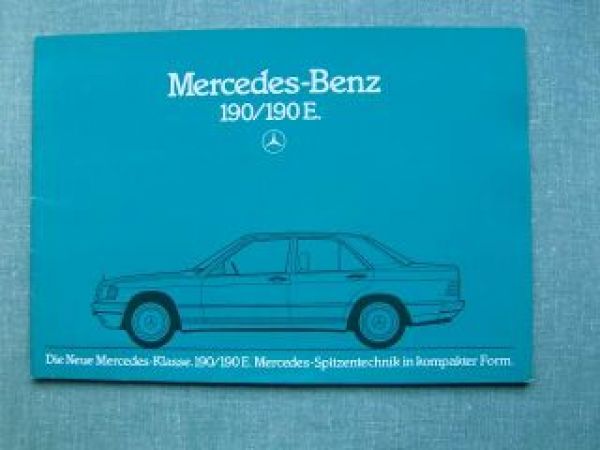 Mercedes-Benz
190/190 E.
Die Neue Mercedes-Klasse. 190/190 E. Mercedes-Spitzentechnik in kompakter Form.